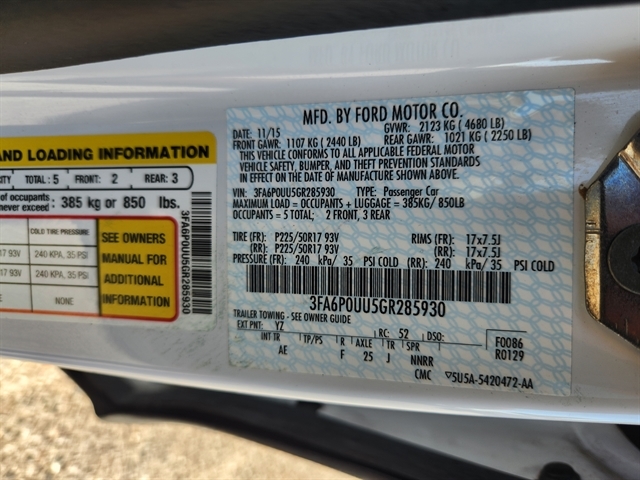 AND LOADING INFORMATION
TOTAL: 5 FRONT: 2 REAR: 3
of occupants and
never exceed 385 kg or 850 lbs.
COLD TIRE PRESSURE
R17 93V 240 KPA, 35 PSI
R17 93V 240 KPA, 35 PSI
NONE
SEE OWNERS
MANUAL FOR
ADDITIONAL
INFORMATION
3FA6P0UU5GR285930
MFD. BY FORD MOTOR CO.
DATE: 11/15 GVWR: 2123 KG ( 4680 LB)
FRONT GAWR: 1107 KG ( 2440 LB) REAR GAWR: 1021 KG ( 2250 LB)
THIS VEHICLE CONFORMS TO ALL APPLICABLE FEDERAL MOTOR
VEHICLE SAFETY, BUMPER, AND THEFT PREVENTION STANDARDS
IN EFFECT ON THE DATE OF MANUFACTURE SHOWN ABOVE.
VIN: 3FA6P0UU5GR285930 TYPE: Passenger Car
MAXIMUM LOAD = OCCUPANTS + LUGGAGE = 385KG/ 850LB
OCCUPANTS = 5 TOTAL; 2 FRONT, 3 REAR
TIRE (FR): P225/50R17 93V RIMS (FR): 17x7.5J
(RR): P225/50R17 93V (RR): 17x7.5J
PRESSURE (FR): 240 kPa/ 35 PSI COLD (RR): 240 kPa/35 PSI COLD
3FA6P0UU5GR285930
TRAILER TOWING - SEE OWNER GUIDE
EXT PNT: YZ RC: 52 DSO: F0086
INT TR TP/PS R AXLE TR SPR R0129
AE F 25 J NNRR
CMC 5U5A-5420472-AA